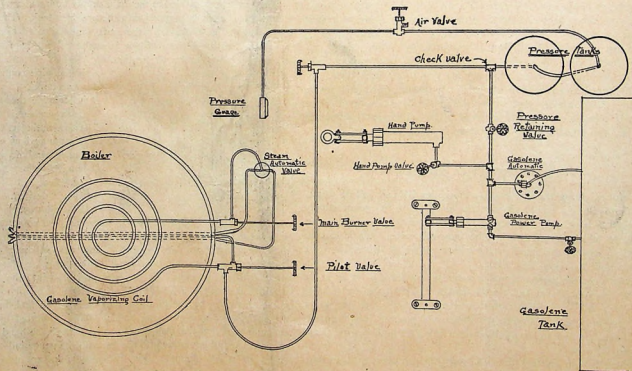 Air Valve
Check Valve
Pressure Tanks
Pressure
Guage
Hand Pump
Pressure
Retaining
Valve
Boiler
Steam
Automatic
Valve
Hand Pump Valve
Gasolene
Automatic
Main Burner Valve
Gasolene
Power Pump
Pilot Valve
Gasolene Vaporizing Coil
Gasolene
Tank